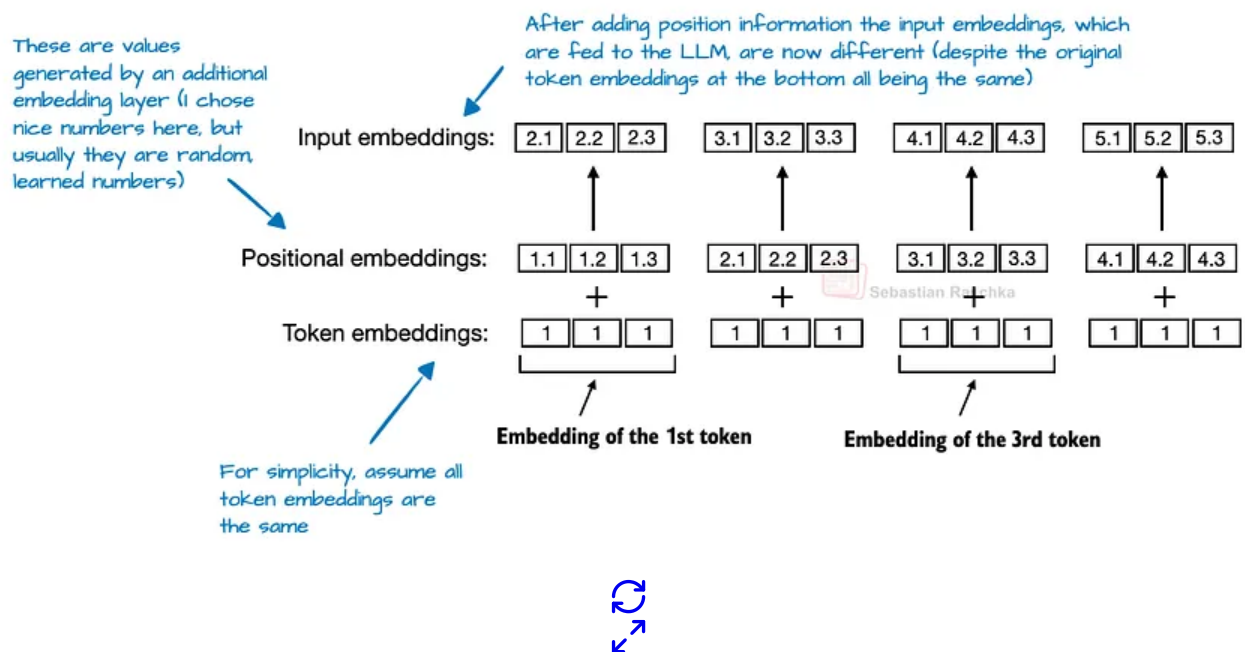 After adding position information the input embeddings, which
are fed to the LLM, are now different (despite the original
token embeddings at the bottom all being the same)
These are values
generated by an additional
embedding layer (I chose
nice numbers here, but
usually they are random,
learned numbers)
Input embeddings: 2.1 2.2 2.3 3.1 3.2 3.3 4.1 4.2 4.3 5.1 5.2 5.3
Positional embeddings: 1.1 1.2 1.3 2.1 2.2 2.3 3.1 3.2 3.3 4.1 4.2 4.3
+ + + +
Sebastian Raschka
Token embeddings: 1 1 1 1 1 1 1 1 1 1 1 1
Embedding of the 1st token
Embedding of the 3rd token
For simplicity, assume all
token embeddings are
the same